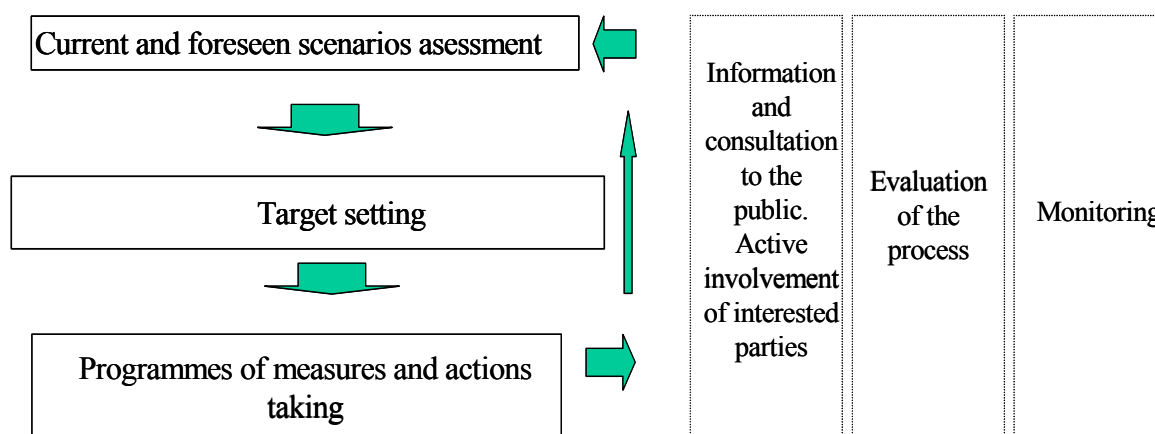 Current and foreseen scenarios asessment
Target setting
Programmes of measures and actions
taking
Information
and
consultation
to the
public.
Active
involvement
of interested
parties
Evaluation
of the
process
Monitoring